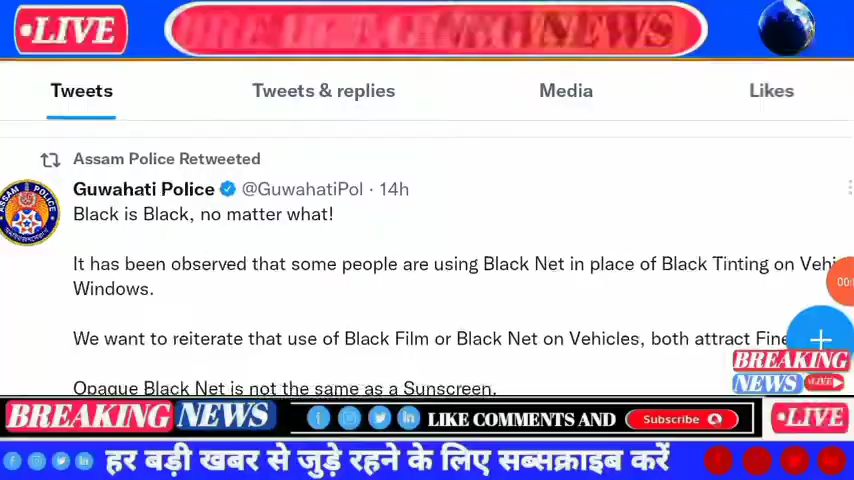 LIVE
BREAKING NEWS
Tweets Tweets & replies Media Likes
Assam Police Retweeted
Guwahati Police @GuwahatiPol · 14h
Black is Black, no matter what!
It has been observed that some people are using Black Net in place of Black Tinting on Vehi
Windows.
00:
We want to reiterate that use of Black Film or Black Net on Vehicles, both attract Fine
BREAKING
NEWS LIVE
Opaque Black Net is not the same as a Sunscreen.
BREAKING NEWS LIKE COMMENTS AND Subscribe LIVE
हर बड़ी खबर से जुड़े रहने के लिए सब्सक्राइब करें